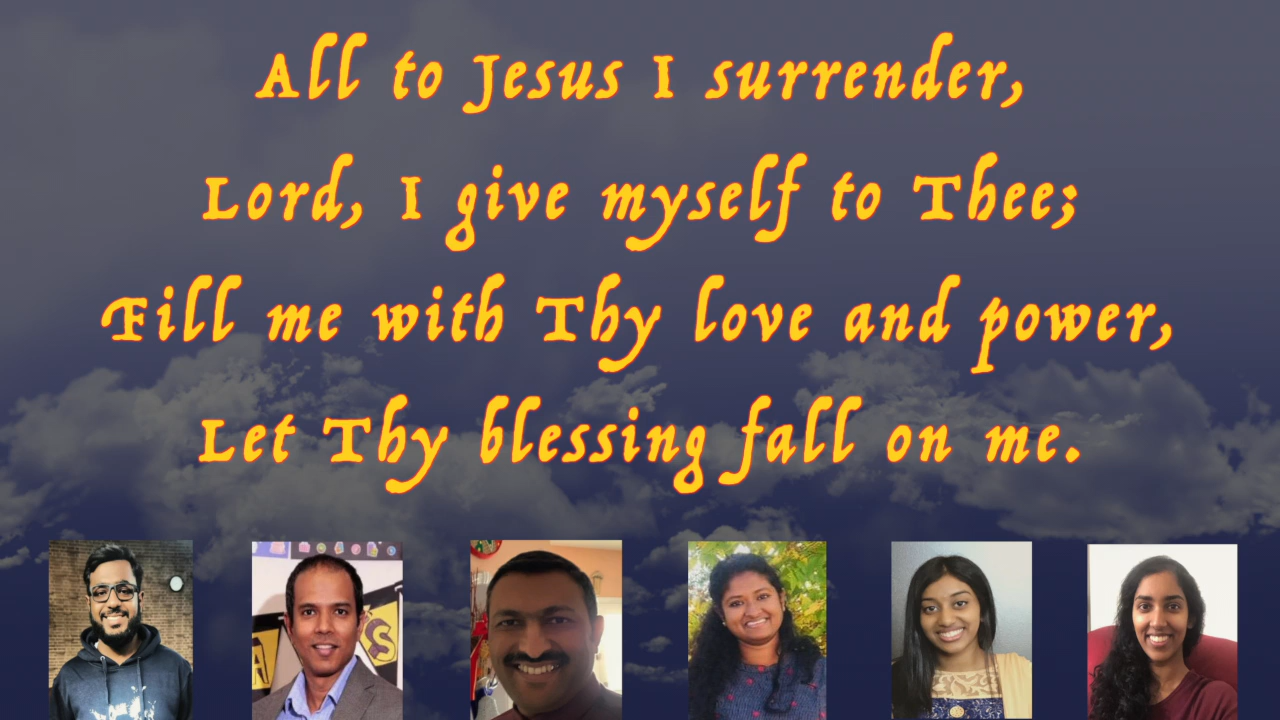 All to Jesus I surrender,
Lord, I give myself to Thee;
Fill me with Thy love and power,
Let Thy blessing fall on me.